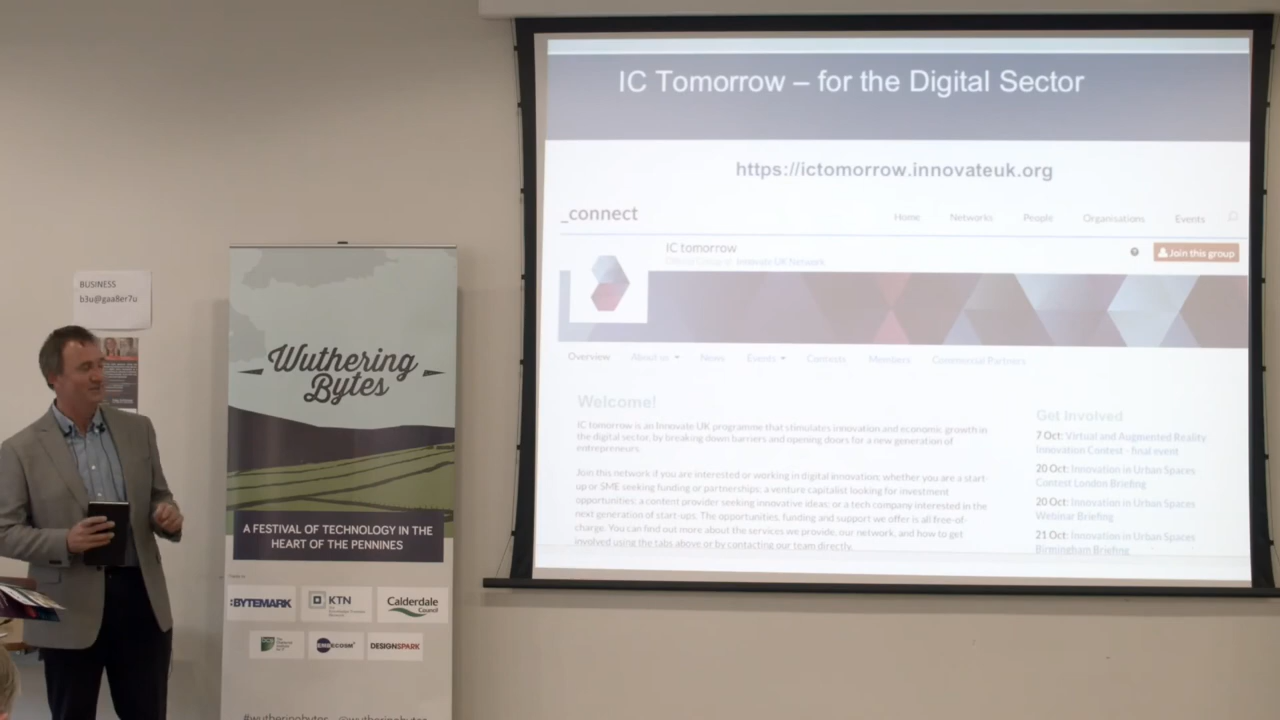 IC Tomorrow – for the Digital Sector
https://ictomorrow.innovateuk.org
_connect
Home Networks People Organisations Events
IC tomorrow
Innovate UK Network
Join this group
Overview About us News Events Contests Members Commercial Partners
Welcome!
IC tomorrow is an Innovate UK programme that stimulates innovation and economic growth in
the digital sector, by breaking down barriers and opening doors for a new generation of
entrepreneurs.
Join this network if you are interested or working in digital innovation; whether you are a start-
up or SME seeking funding or partnerships; a venture capitalist looking for investment
opportunities; a content provider seeking innovative ideas; or a tech company interested in the
next generation of start-ups. The opportunities, funding and support we offer is all free-of-
charge. You can find out more about the services we provide, our network, and how to get
involved using the tabs above or by contacting our team directly.
Get Involved
7 Oct: Virtual and Augmented Reality
Innovation Contest - final event
20 Oct: Innovation in Urban Spaces
Contest London Briefing
20 Oct: Innovation in Urban Spaces
Webinar Briefing
21 Oct: Innovation in Urban Spaces
Birmingham Briefing
BUSINESS
b3u@gaa8er7u
Wuthering
Bytes
A FESTIVAL OF TECHNOLOGY IN THE
HEART OF THE PENNINES
:BYTEMARK
KTN
Calderdale
Council
EMBECOSM
DESIGNSPARK
#wutheringbytes @wutheringbytes